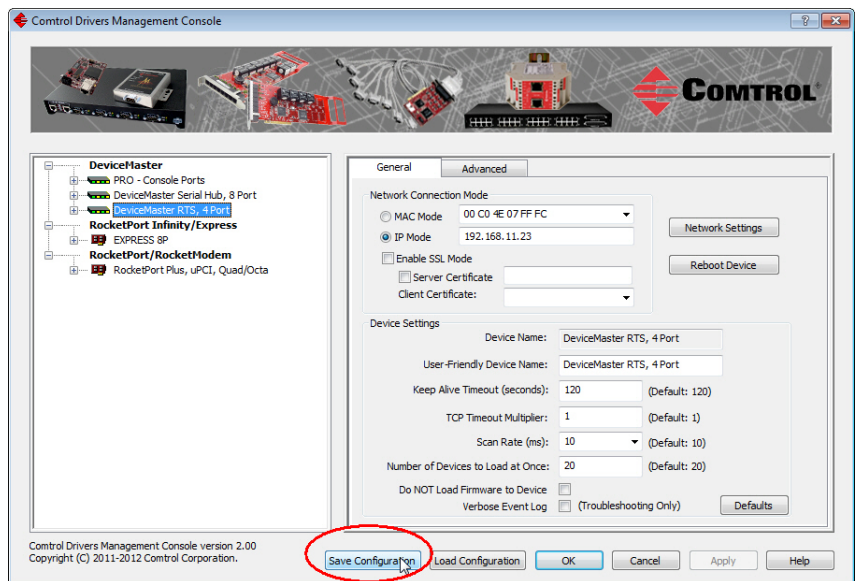 Comtrol Drivers Management Console
COMTROL
DeviceMaster
PRO - Console Ports
DeviceMaster Serial Hub, 8 Port
DeviceMaster RTS, 4 Port
RocketPort Infinity/Express
EXPRESS 8P
RocketPort/RocketModem
RocketPort Plus, uPCI, Quad/Octa
General Advanced
Network Connection Mode
MAC Mode 00 C0 4E 07 FF FC
IP Mode 192.168.11.23
Enable SSL Mode
Server Certificate
Client Certificate:
Network Settings
Reboot Device
Device Settings
Device Name: DeviceMaster RTS, 4 Port
User-Friendly Device Name: DeviceMaster RTS, 4 Port
Keep Alive Timeout (seconds): 120 (Default: 120)
TCP Timeout Multiplier: 1 (Default: 1)
Scan Rate (ms): 10 (Default: 10)
Number of Devices to Load at Once: 20 (Default: 20)
Do NOT Load Firmware to Device
Verbose Event Log (Troubleshooting Only) Defaults
Comtrol Drivers Management Console version 2.00
Copyright (C) 2011-2012 Comtrol Corporation.
Save Configuration Load Configuration OK Cancel Apply Help